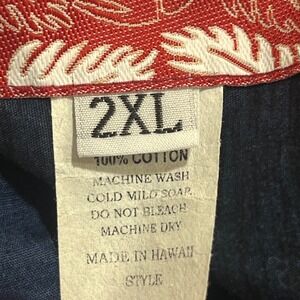 2XL
100% COTTON
MACHINE WASH
COLD MILD SOAP
DO NOT BLEACH
MACHINE DRY
MADE IN HAWAII
STYLE